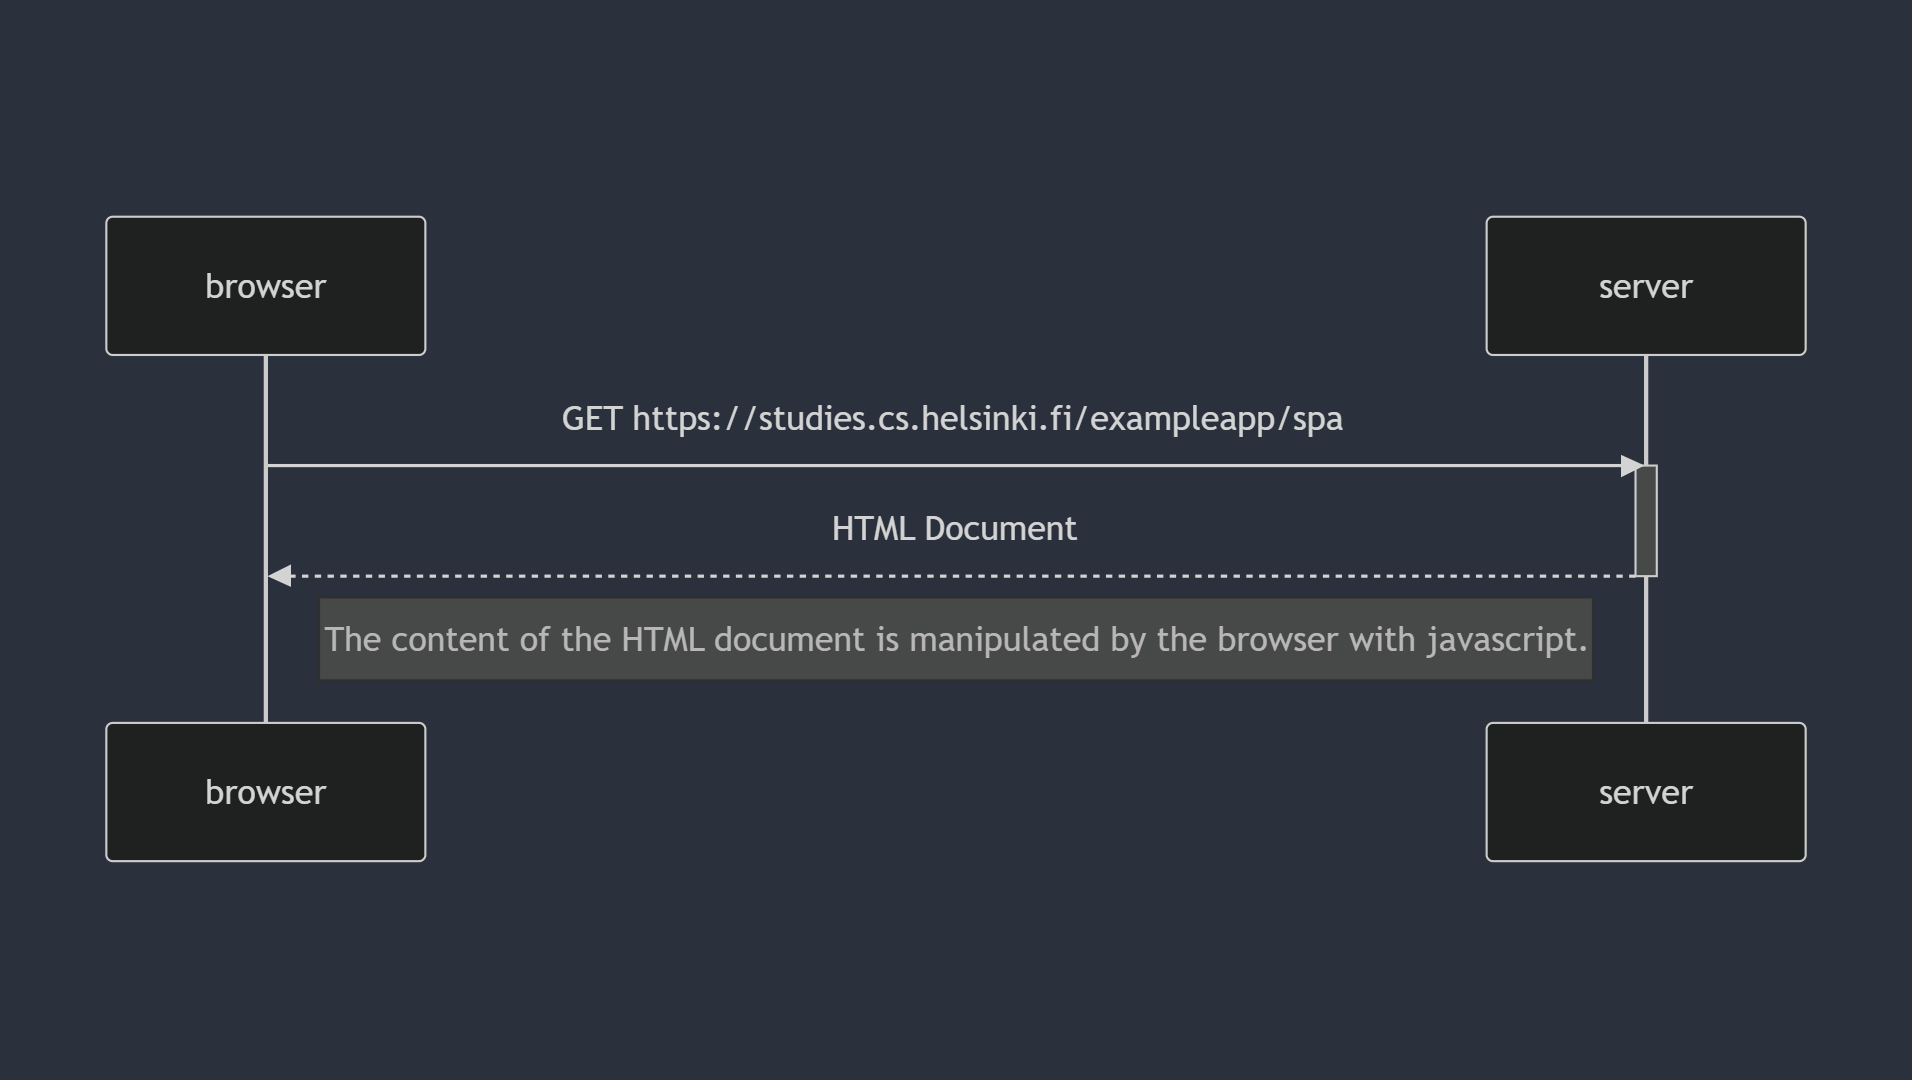 browser
server
GET https://studies.cs.helsinki.fi/exampleapp/spa
HTML Document
The content of the HTML document is manipulated by the browser with javascript.
browser
server